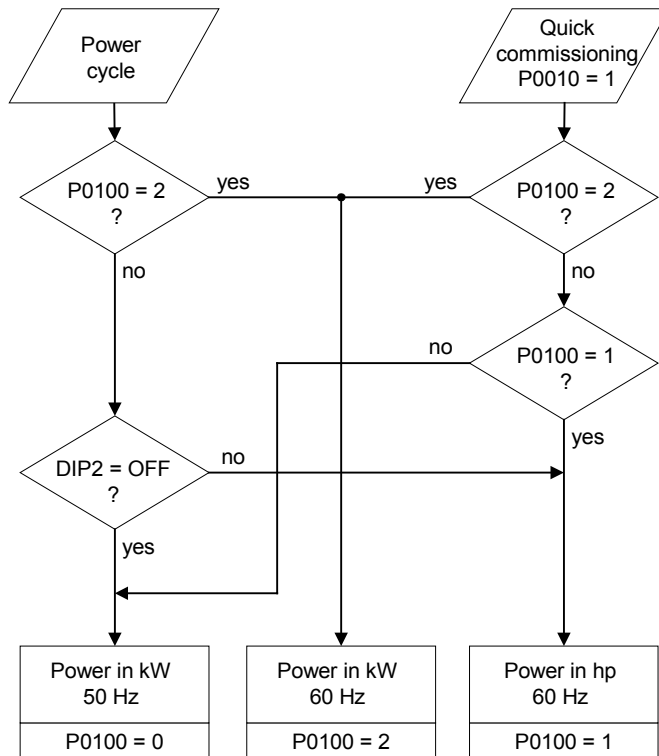 Power
cycle
Quick
commissioning
P0010 = 1
P0100 = 2
?
yes
yes
P0100 = 2
?
no
no
no
P0100 = 1
?
yes
DIP2 = OFF
?
no
yes
Power in kW
50 Hz
P0100 = 0
Power in kW
60 Hz
P0100 = 2
Power in hp
60 Hz
P0100 = 1